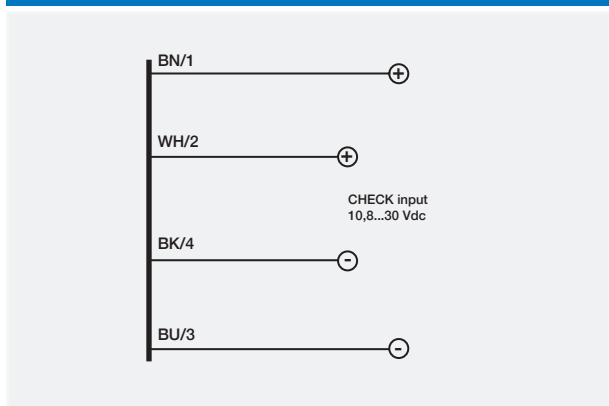 BN/1
+
WH/2
+
CHECK input
10,8...30 Vdc
BK/4
-
BU/3
-